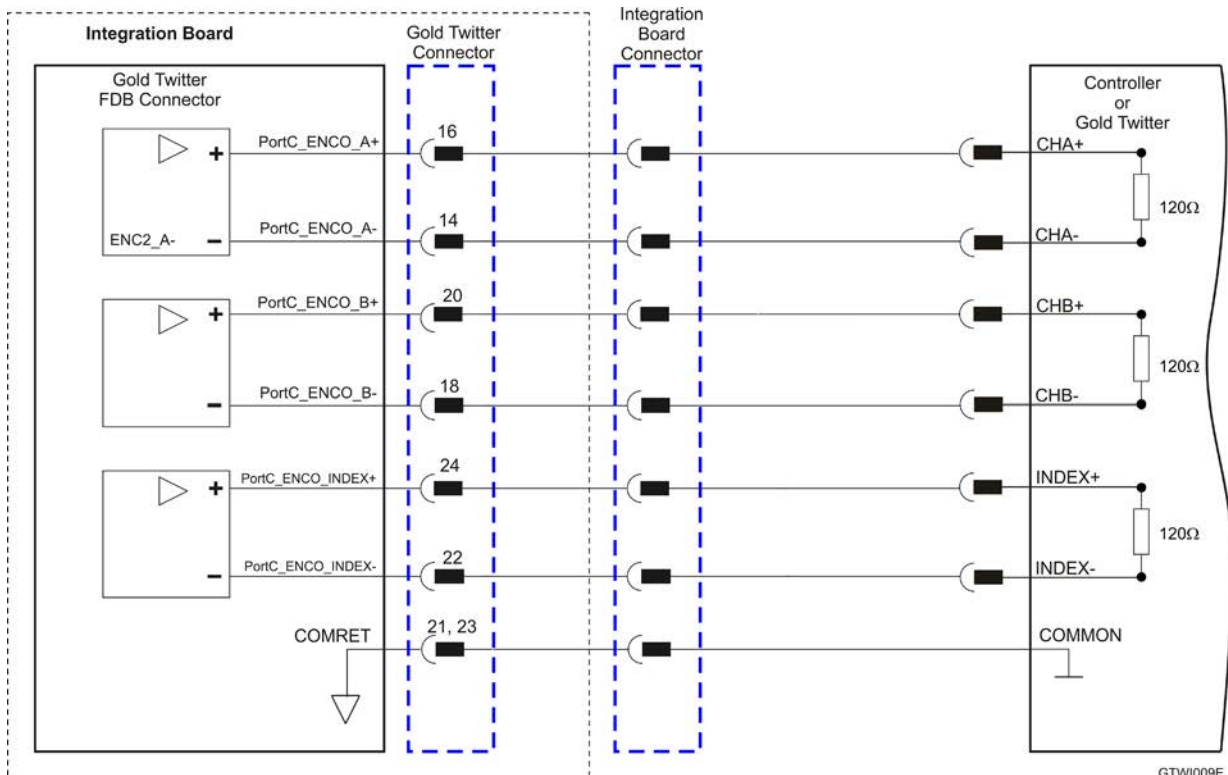 Integration Board
Gold Twitter
Connector
Integration
Board
Connector
Gold Twitter
FDB Connector
Controller
or
Gold Twitter
+
PortC_ENCO_A+
16
CHA+
120Ω
ENC2_A-
-
PortC_ENCO_A-
14
CHA-
+
PortC_ENCO_B+
20
CHB+
120Ω
-
PortC_ENCO_B-
18
CHB-
+
PortC_ENCO_INDEX+
24
INDEX+
120Ω
-
PortC_ENCO_INDEX-
22
INDEX-
COMRET
21, 23
COMMON
GTWI009E